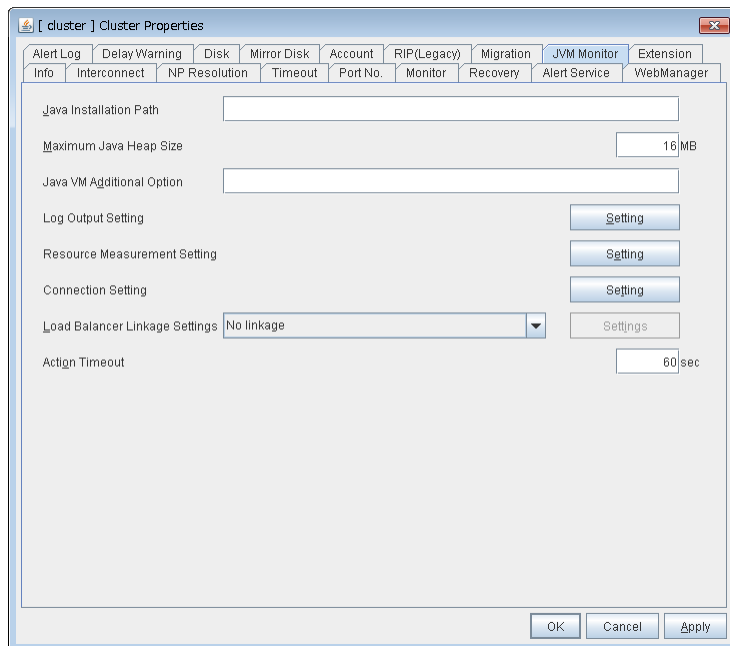 [ cluster ] Cluster Properties
Alert Log Delay Warning Disk Mirror Disk Account RIP(Legacy) Migration JVM Monitor Extension
Info Interconnect NP Resolution Timeout Port No. Monitor Recovery Alert Service WebManager
Java Installation Path
Maximum Java Heap Size 16 MB
Java VM Additional Option
Log Output Setting Setting
Resource Measurement Setting Setting
Connection Setting Setting
Load Balancer Linkage Settings No linkage Settings
Action Timeout 60 sec
OK Cancel Apply